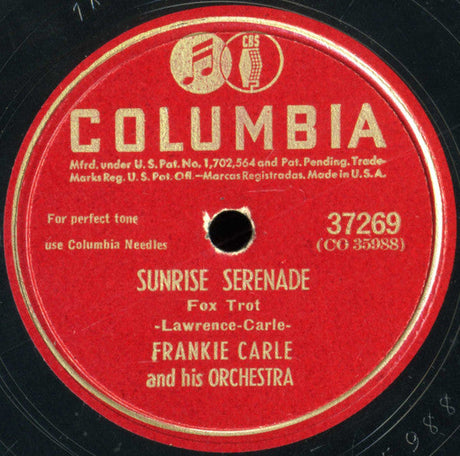 CBS
COLUMBIA
Mfrd. under U.S. Pat. No. 1,702,564 and Pat. Pending. Trade-
Marks Reg. U.S. Pat. Off.—Marcas Registradas. Made in U.S.A.
For perfect tone
use Columbia Needles
37269
(CO 35988)
SUNRISE SERENADE
Fox Trot
-Lawrence-Carle-
FRANKIE CARLE
and his ORCHESTRA
988